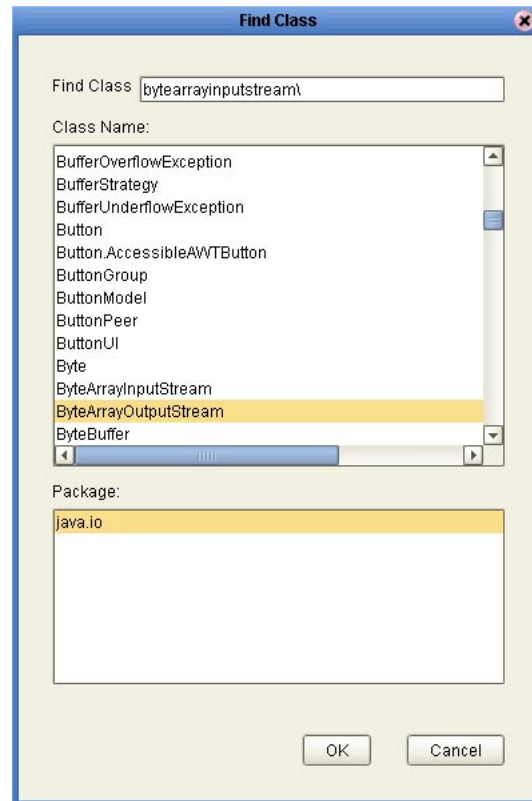 Find Class
Find Class bytearrayinputstream\
Class Name:
BufferOverflowException
BufferStrategy
BufferUnderflowException
Button
Button.AccessibleAWTButton
ButtonGroup
ButtonModel
ButtonPeer
ButtonUI
Byte
ByteArrayInputStream
ByteArrayOutputStream
ByteBuffer
Package:
java.io
OK Cancel